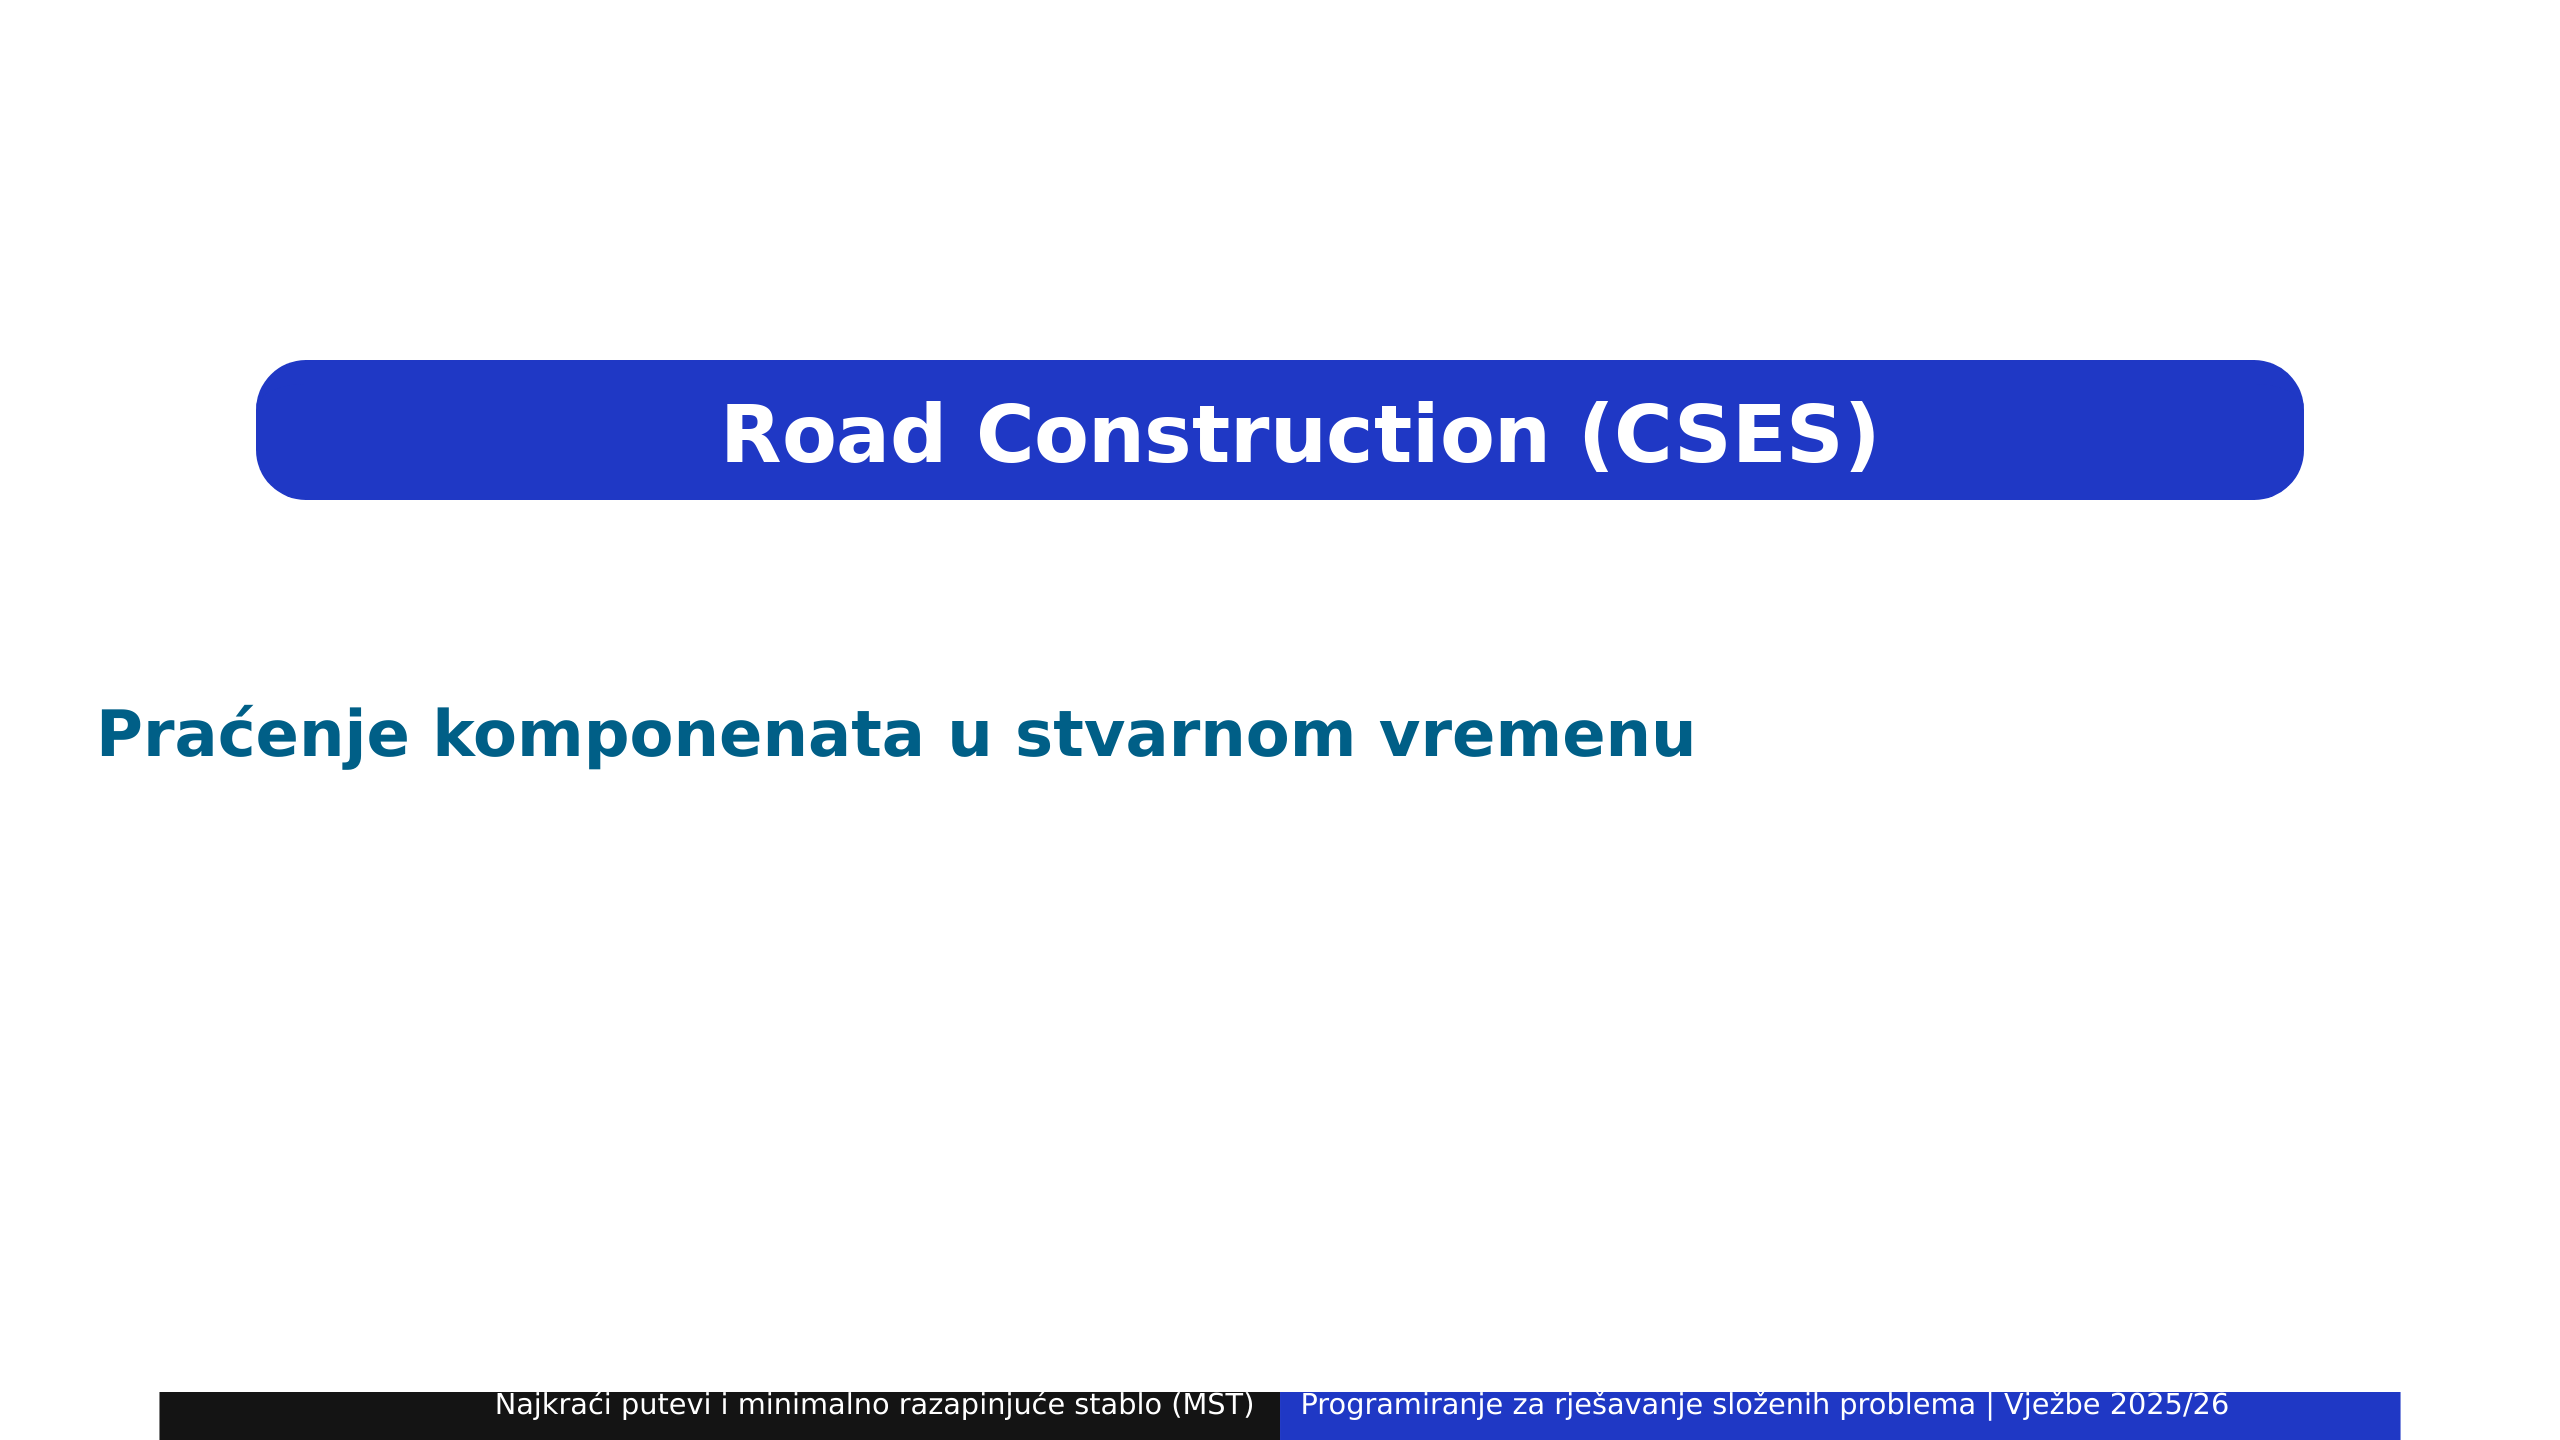 Road Construction (CSES)
Praćenje komponenata u stvarnom vremenu
Najkraći putevi i minimalno razapinjuće stablo (MST)
Programiranje za rješavanje složenih problema | Vježbe 2025/26